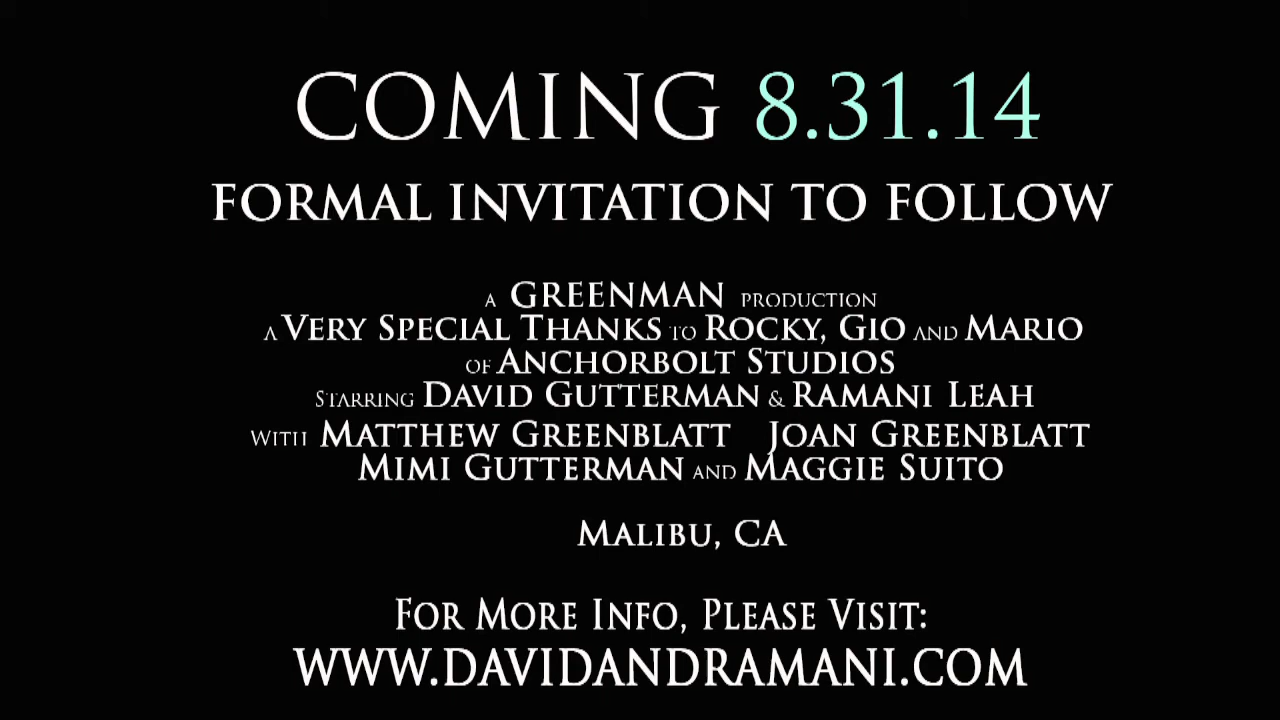 COMING 8.31.14
FORMAL INVITATION TO FOLLOW
A GREENMAN PRODUCTION
A VERY SPECIAL THANKS TO ROCKY, GIO AND MARIO
OF ANCHORBOLT STUDIOS
STARRING DAVID GUTTERMAN & RAMANI LEAH
WITH MATTHEW GREENBLATT JOAN GREENBLATT
MIMI GUTTERMAN AND MAGGIE SUITO
MALIBU, CA
FOR MORE INFO, PLEASE VISIT:
WWW.DAVIDANDRAMANI.COM